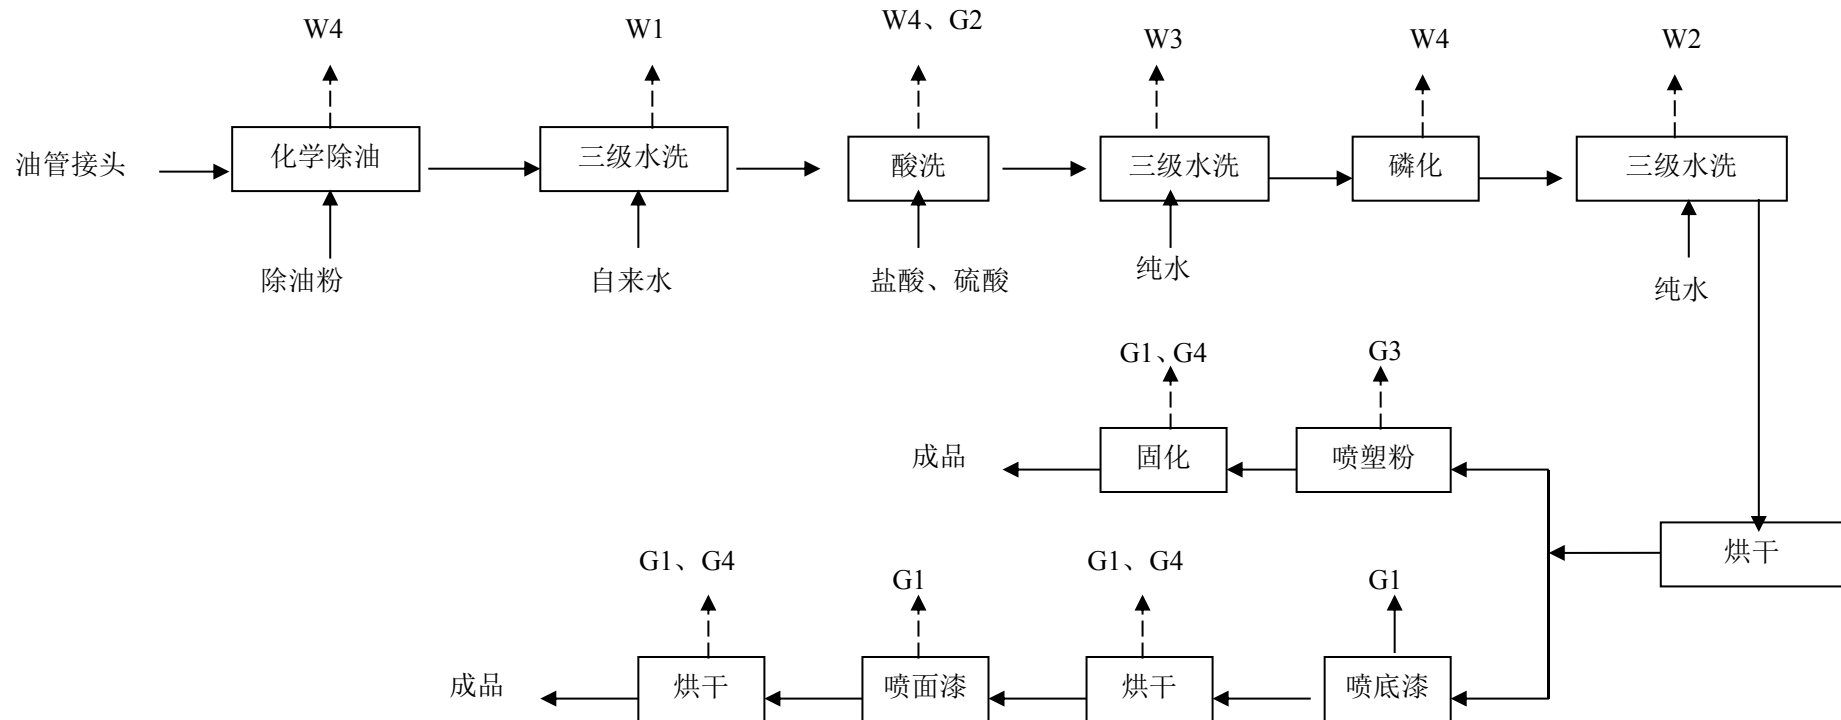 W4
W1
W4、G2
W3
W4
W2
油管接头
化学除油
三级水洗
酸洗
三级水洗
磷化
三级水洗
除油粉
自来水
盐酸、硫酸
纯水
纯水
G1、G4
G3
成品
固化
喷塑粉
烘干
G1、G4
G1
G1、G4
G1
成品
烘干
喷面漆
烘干
喷底漆